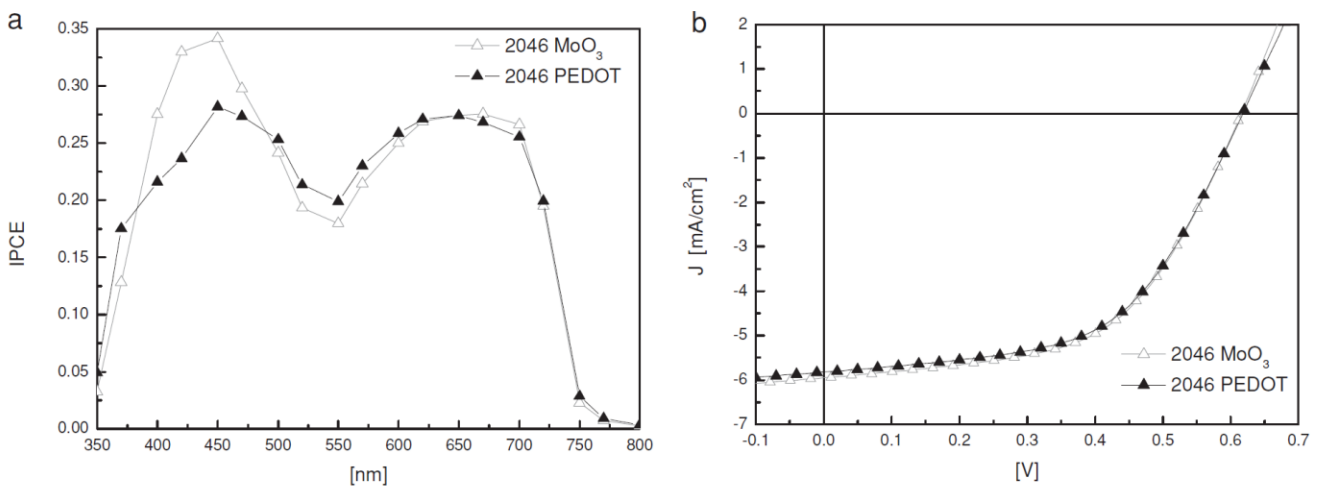 a
0.35
0.30
0.25
0.20
0.15
0.10
0.05
0.00
IPCE
350 400 450 500 550 600 650 700 750 800
[nm]
2046 MoO₃
2046 PEDOT
b
2
1
0
-1
-2
-3
-4
-5
-6
-7
J [mA/cm²]
-0.1 0.0 0.1 0.2 0.3 0.4 0.5 0.6 0.7
[V]
2046 MoO₃
2046 PEDOT